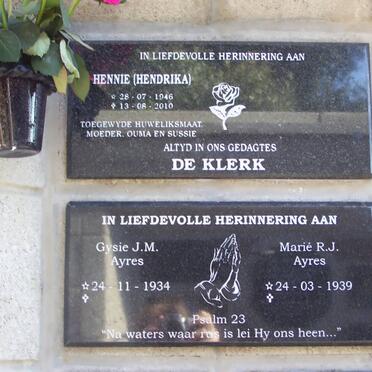 IN LIEFDEVOLLE HERINNERING AAN
HENNIE (HENDRIKA)
☆ 28 - 07 - 1946
✞ 13 - 08 - 2010
TOEGEWYDE HUWELIKSMAAT.
MOEDER. OUMA EN SUSSIE
ALTYD IN ONS GEDAGTES
DE KLERK
IN LIEFDEVOLLE HERINNERING AAN
Gysie J.M.
Ayres
☆ 24 - 11 - 1934
✞
Marié R.J.
Ayres
☆ 24 - 03 - 1939
✞
Psalm 23
"Na waters waar rus is lei Hy ons heen..."